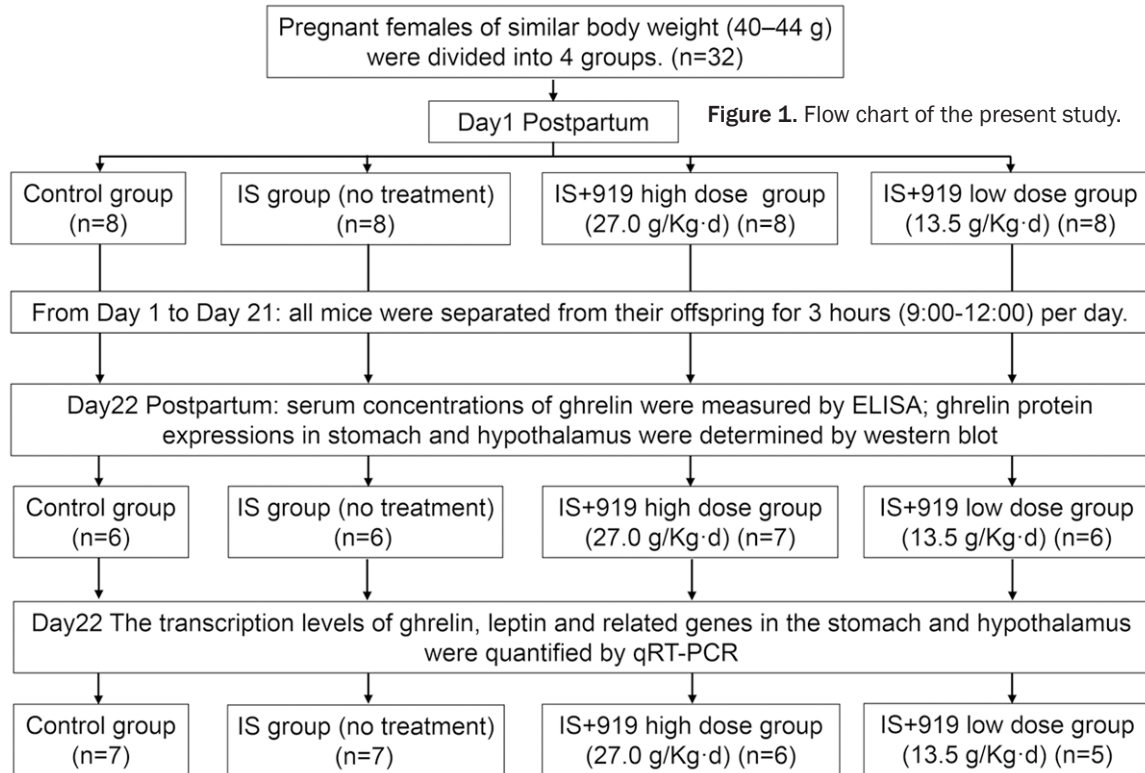 Pregnant females of similar body weight (40–44 g)
were divided into 4 groups. (n=32)
Figure 1. Flow chart of the present study.
Day1 Postpartum
Control group
(n=8)
IS group (no treatment)
(n=8)
IS+919 high dose group
(27.0 g/Kg·d) (n=8)
IS+919 low dose group
(13.5 g/Kg·d) (n=8)
From Day 1 to Day 21: all mice were separated from their offspring for 3 hours (9:00-12:00) per day.
Day22 Postpartum: serum concentrations of ghrelin were measured by ELISA; ghrelin protein
expressions in stomach and hypothalamus were determined by western blot
Control group
(n=6)
IS group (no treatment)
(n=6)
IS+919 high dose group
(27.0 g/Kg·d) (n=7)
IS+919 low dose group
(13.5 g/Kg·d) (n=6)
Day22 The transcription levels of ghrelin, leptin and related genes in the stomach and hypothalamus
were quantified by qRT-PCR
Control group
(n=7)
IS group (no treatment)
(n=7)
IS+919 high dose group
(27.0 g/Kg·d) (n=6)
IS+919 low dose group
(13.5 g/Kg·d) (n=5)